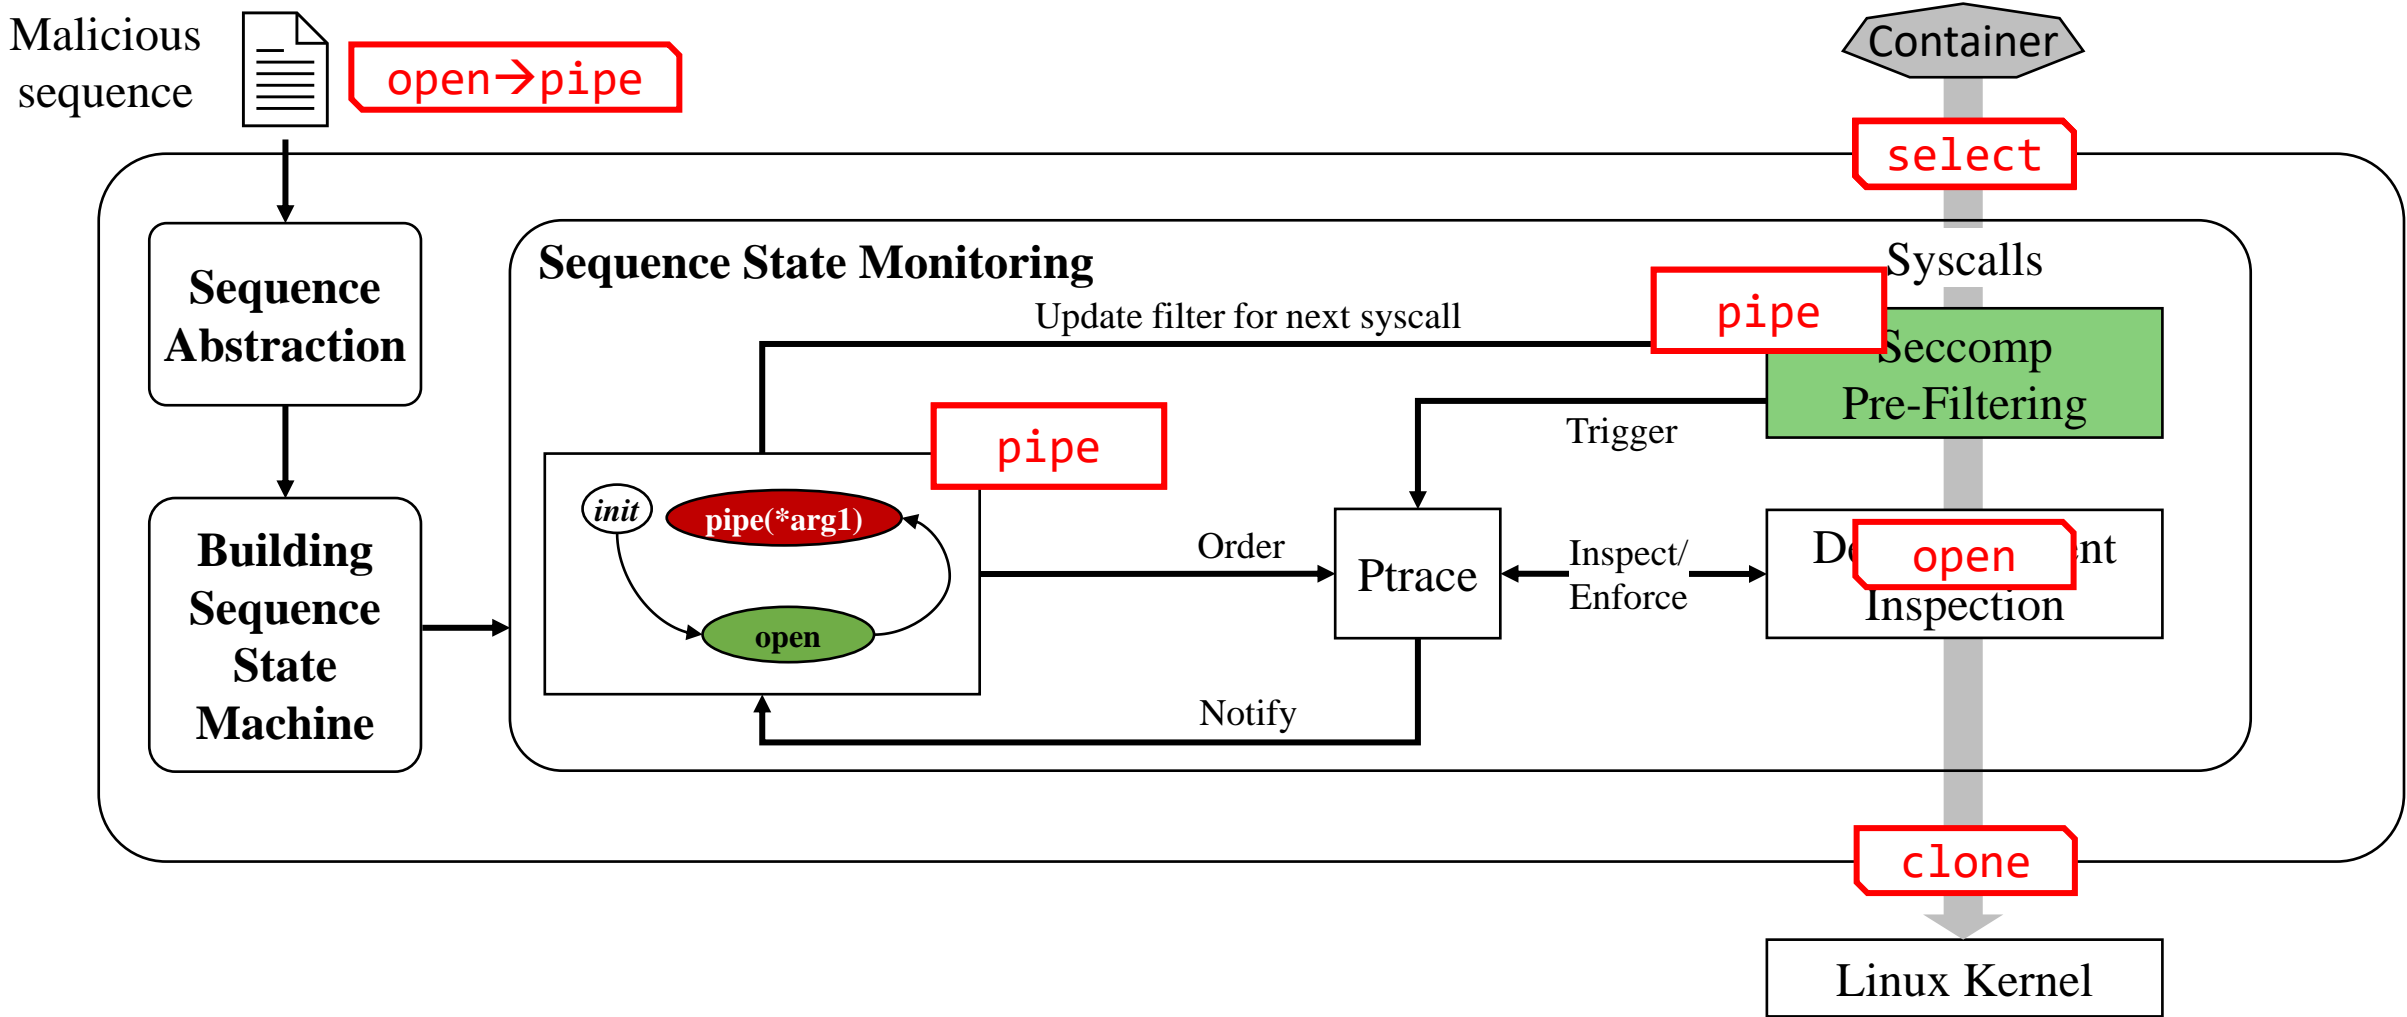 Malicious
sequence
open→pipe
Container
select
Syscalls
Sequence
Abstraction
Sequence State Monitoring
Update filter for next syscall
pipe
Seccomp
Pre-Filtering
Trigger
pipe
init
pipe(*arg1)
open
Order
Ptrace
Inspect/
Enforce
open
Inspection
Building
Sequence
State
Machine
Notify
clone
Linux Kernel